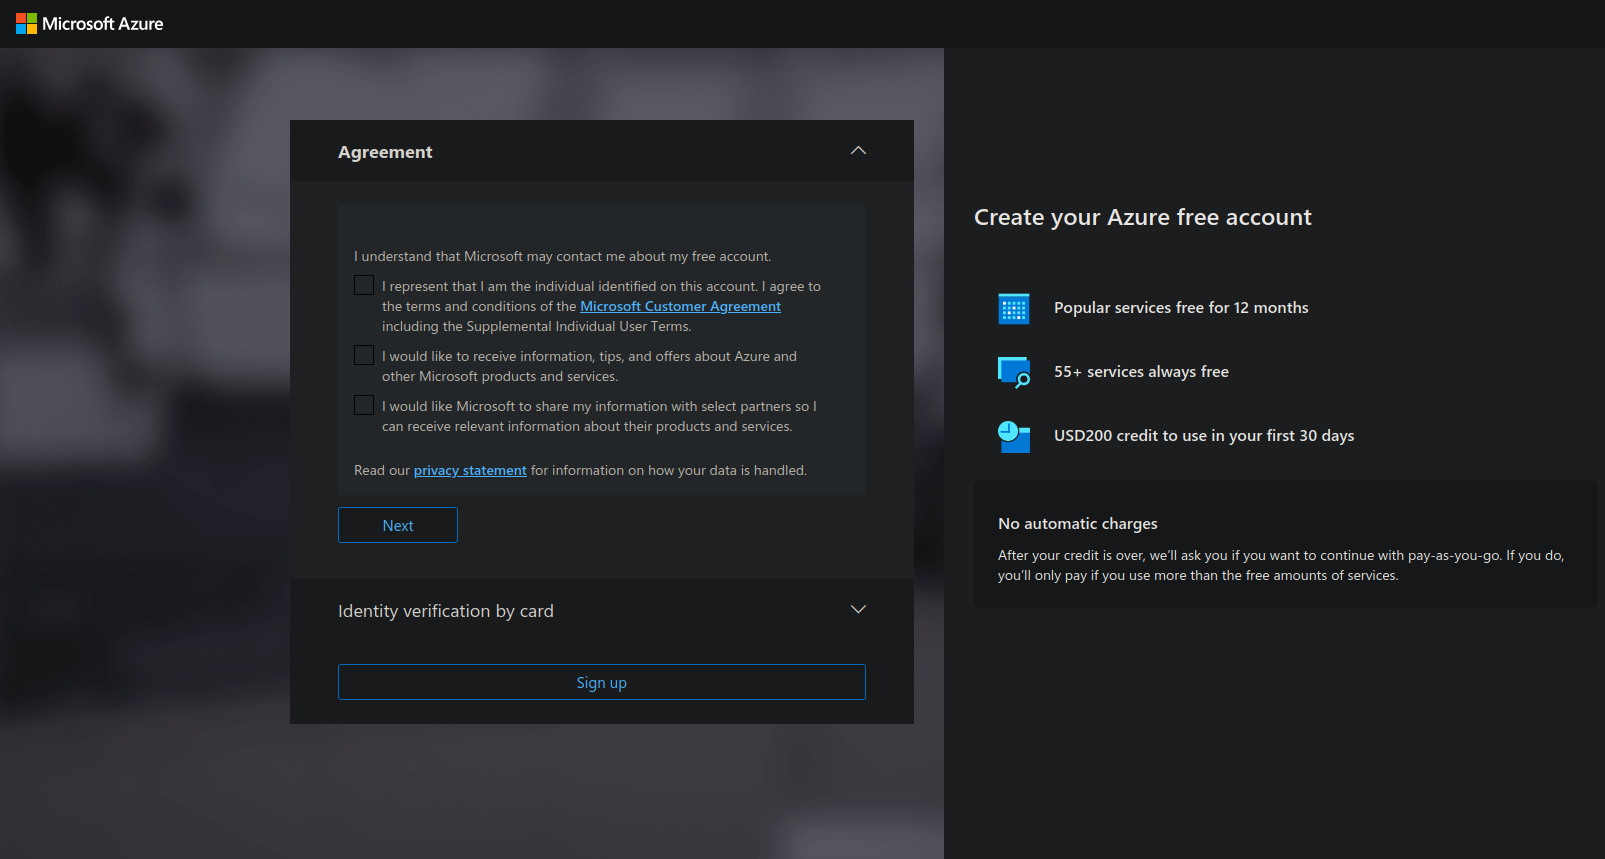 Microsoft Azure
Agreement
I understand that Microsoft may contact me about my free account.
I represent that I am the individual identified on this account. I agree to
the terms and conditions of the Microsoft Customer Agreement
including the Supplemental Individual User Terms.
I would like to receive information, tips, and offers about Azure and
other Microsoft products and services.
I would like Microsoft to share my information with select partners so I
can receive relevant information about their products and services.
Read our privacy statement for information on how your data is handled.
Next
Identity verification by card
Sign up
Create your Azure free account
Popular services free for 12 months
55+ services always free
USD200 credit to use in your first 30 days
No automatic charges
After your credit is over, we’ll ask you if you want to continue with pay-as-you-go. If you do,
you’ll only pay if you use more than the free amounts of services.